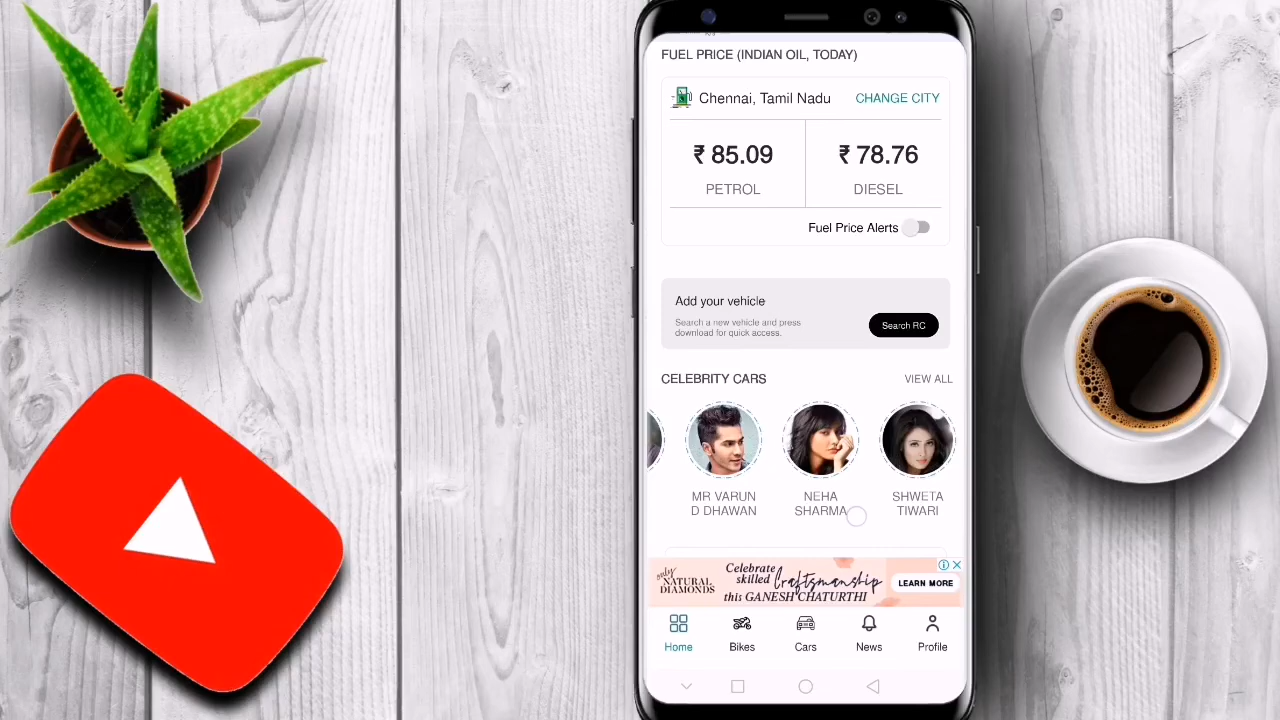 FUEL PRICE (INDIAN OIL, TODAY)
Chennai, Tamil Nadu CHANGE CITY
₹ 85.09 ₹ 78.76
PETROL DIESEL
Fuel Price Alerts
Add your vehicle
Search a new vehicle and press
download for quick access.
Search RC
CELEBRITY CARS VIEW ALL
MR VARUN
D DHAWAN
NEHA
SHARMA
SHWETA
TIWARI
only
NATURAL
DIAMONDS
Celebrate
skilled craftsmanship
this GANESH CHATURTHI
LEARN MORE
Home Bikes Cars News Profile